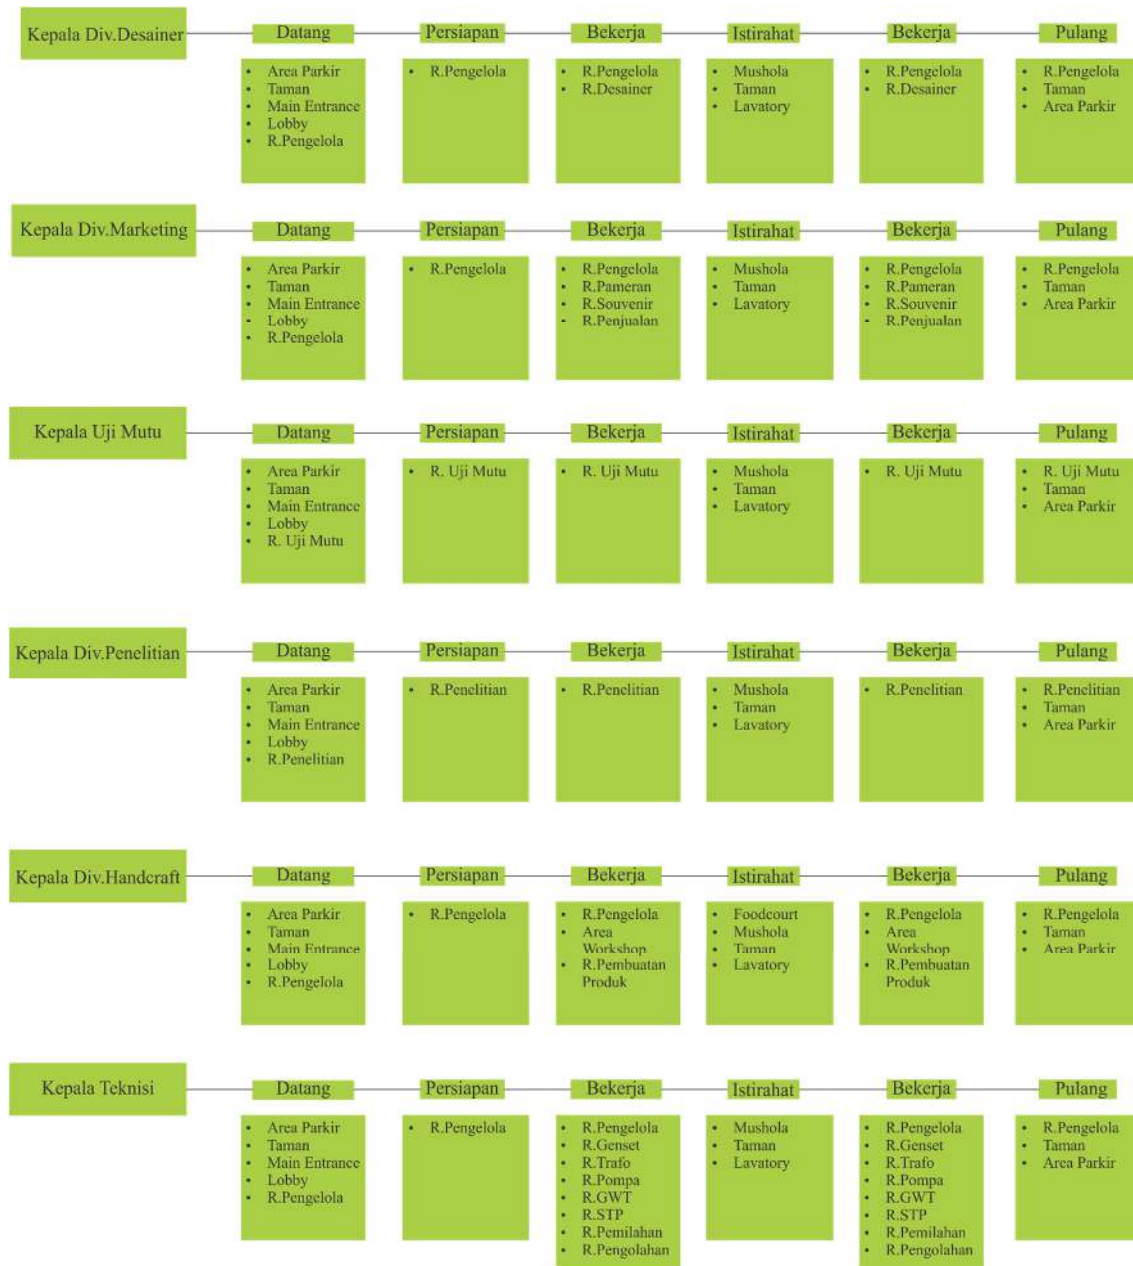 Kepala Div.Desainer
Datang
Persiapan
Bekerja
Istirahat
Bekerja
Pulang
• Area Parkir
• Taman
• Main Entrance
• Lobby
• R.Pengelola
• R.Pengelola
• R.Pengelola
• R.Desainer
• Mushola
• Taman
• Lavatory
• R.Pengelola
• R.Desainer
• R.Pengelola
• Taman
• Area Parkir
Kepala Div.Marketing
Datang
Persiapan
Bekerja
Istirahat
Bekerja
Pulang
• Area Parkir
• Taman
• Main Entrance
• Lobby
• R.Pengelola
• R.Pengelola
• R.Pengelola
• R.Pameran
• R.Souvenir
• R.Penjualan
• Mushola
• Taman
• Lavatory
• R.Pengelola
• R.Pameran
• R.Souvenir
• R.Penjualan
• R.Pengelola
• Taman
• Area Parkir
Kepala Uji Mutu
Datang
Persiapan
Bekerja
Istirahat
Bekerja
Pulang
• Area Parkir
• Taman
• Main Entrance
• Lobby
• R. Uji Mutu
• R. Uji Mutu
• R. Uji Mutu
• Mushola
• Taman
• Lavatory
• R. Uji Mutu
• R. Uji Mutu
• Taman
• Area Parkir
Kepala Div.Penelitian
Datang
Persiapan
Bekerja
Istirahat
Bekerja
Pulang
• Area Parkir
• Taman
• Main Entrance
• Lobby
• R.Penelitian
• R.Penelitian
• R.Penelitian
• Mushola
• Taman
• Lavatory
• R.Penelitian
• R.Penelitian
• Taman
• Area Parkir
Kepala Div.Handcraft
Datang
Persiapan
Bekerja
Istirahat
Bekerja
Pulang
• Area Parkir
• Taman
• Main Entrance
• Lobby
• R.Pengelola
• R.Pengelola
• R.Pengelola
• Area
Workshop
• R.Pembuatan
Produk
• Foodcourt
• Mushola
• Taman
• Lavatory
• R.Pengelola
• Area
Workshop
• R.Pembuatan
Produk
• R.Pengelola
• Taman
• Area Parkir
Kepala Teknisi
Datang
Persiapan
Bekerja
Istirahat
Bekerja
Pulang
• Area Parkir
• Taman
• Main Entrance
• Lobby
• R.Pengelola
• R.Pengelola
• R.Pengelola
• R.Genset
• R.Trafo
• R.Pompa
• R.GWT
• R.STP
• R.Pemilahan
• R.Pengolahan
• Mushola
• Taman
• Lavatory
• R.Pengelola
• R.Genset
• R.Trafo
• R.Pompa
• R.GWT
• R.STP
• R.Pemilahan
• R.Pengolahan
• R.Pengelola
• Taman
• Area Parkir